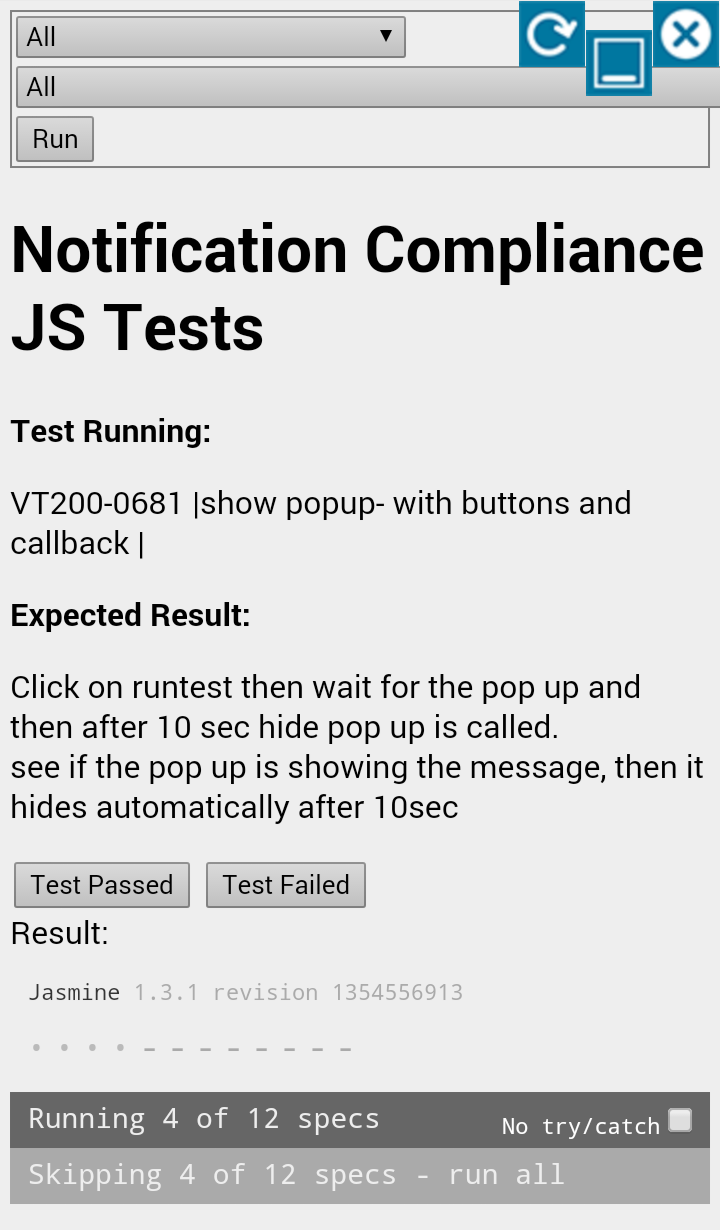 All
All
Run
Notification Compliance
JS Tests
Test Running:
VT200-0681 |show popup- with buttons and
callback |
Expected Result:
Click on runtest then wait for the pop up and
then after 10 sec hide pop up is called.
see if the pop up is showing the message, then it
hides automatically after 10sec
Test Passed Test Failed
Result:
Jasmine 1.3.1 revision 1354556913
Running 4 of 12 specs No try/catch
Skipping 4 of 12 specs - run all